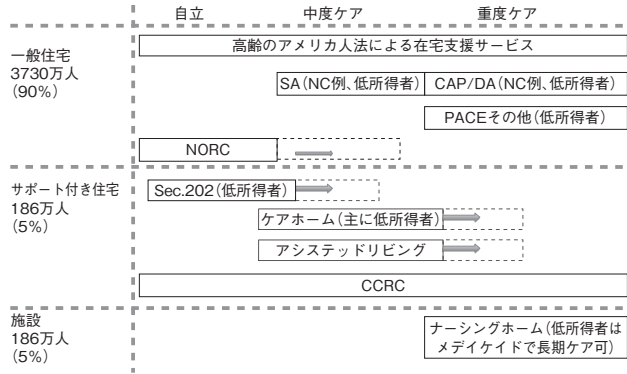 自立 中度ケア 重度ケア
一般住宅
3730万人
(90%)
高齢のアメリカ人法による在宅支援サービス
SA(NC例、低所得者) CAP/DA(NC例、低所得者)
PACEその他(低所得者)
NORC
サポート付き住宅
186万人
(5%)
Sec.202(低所得者)
ケアホーム(主に低所得者)
アシステッドリビング
CCRC
施設
186万人
(5%)
ナーシングホーム(低所得者は
メデイケイドで長期ケア可)